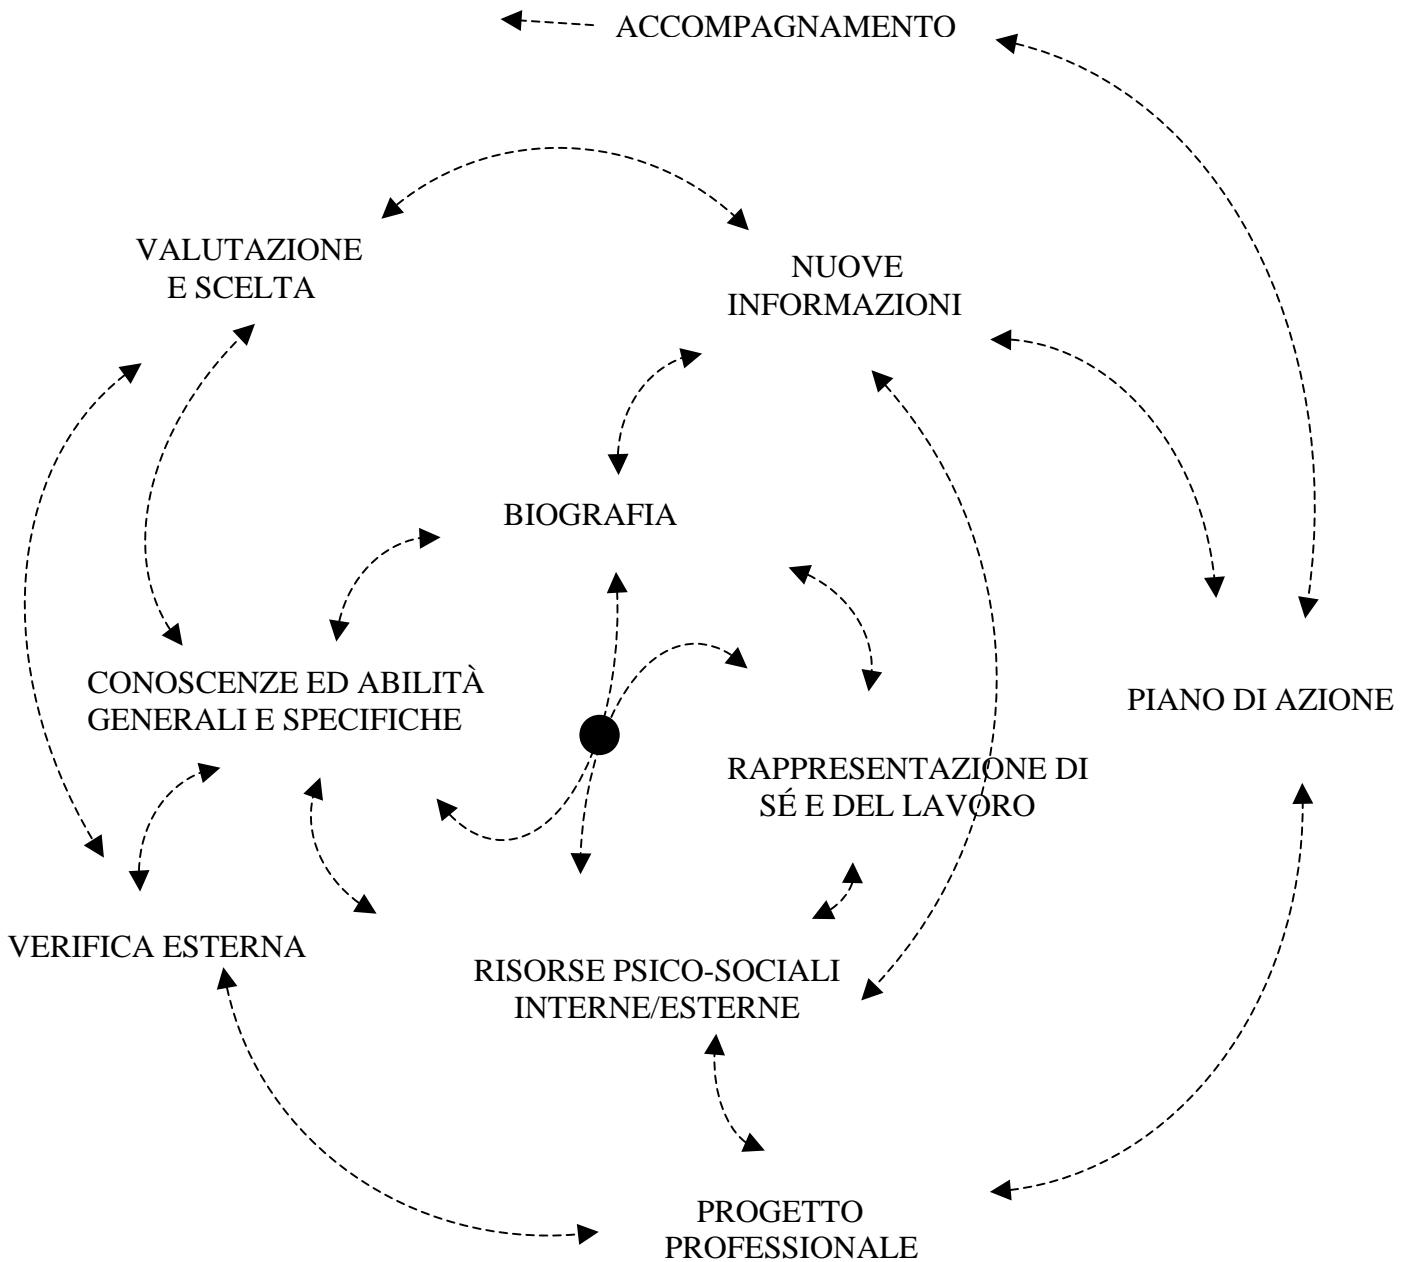 ACCOMPAGNAMENTO
VALUTAZIONE
E SCELTA
NUOVE
INFORMAZIONI
BIOGRAFIA
CONOSCENZE ED ABILITÀ
GENERALI E SPECIFICHE
PIANO DI AZIONE
RAPPRESENTAZIONE DI
SÉ E DEL LAVORO
VERIFICA ESTERNA
RISORSE PSICO-SOCIALI
INTERNE/ESTERNE
PROGETTO
PROFESSIONALE